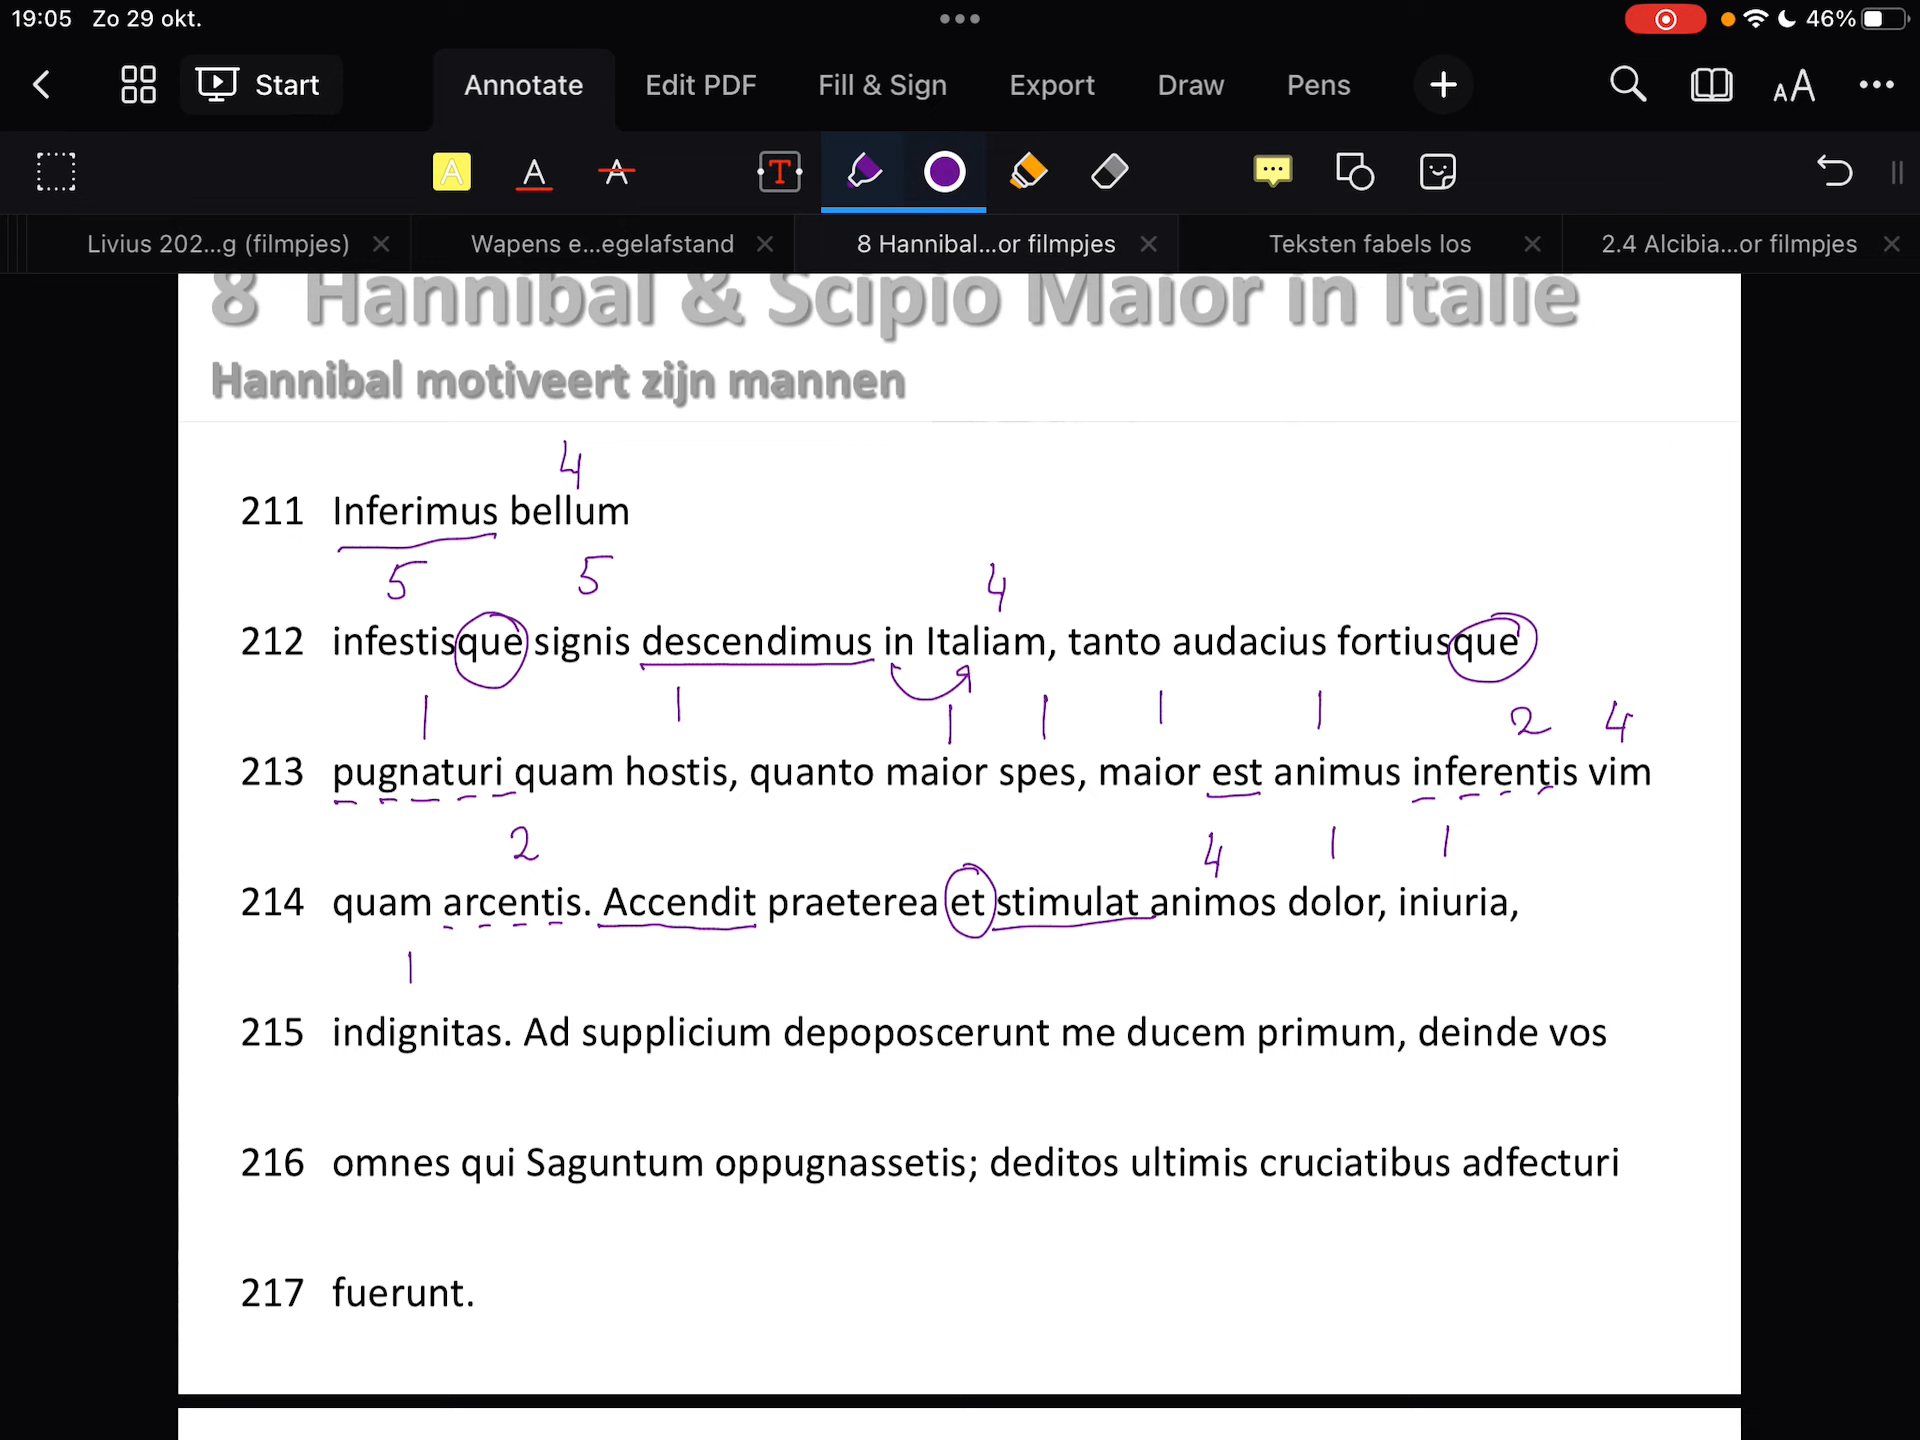 19:05 Zo 29 okt. 46%
Start Annotate Edit PDF Fill & Sign Export Draw Pens
Livius 202...g (filmpjes) Wapens e...egelafstand 8 Hannibal...or filmpjes Teksten fabels los 2.4 Alcibia...or filmpjes
8 Hannibal & Scipio Maior in Italië
Hannibal motiveert zijn mannen
4
211 Inferimus bellum
5 5 4
212 infestisque signis descendimus in Italiam, tanto audacius fortiusque
1 1 1 1 1 1 2 4
213 pugnaturi quam hostis, quanto maior spes, maior est animus inferentis vim
2 4 1 1
214 quam arcentis. Accendit praeterea et stimulat animos dolor, iniuria,
1
215 indignitas. Ad supplicium depoposcerunt me ducem primum, deinde vos
216 omnes qui Saguntum oppugnassetis; deditos ultimis cruciatibus adfecturi
217 fuerunt.